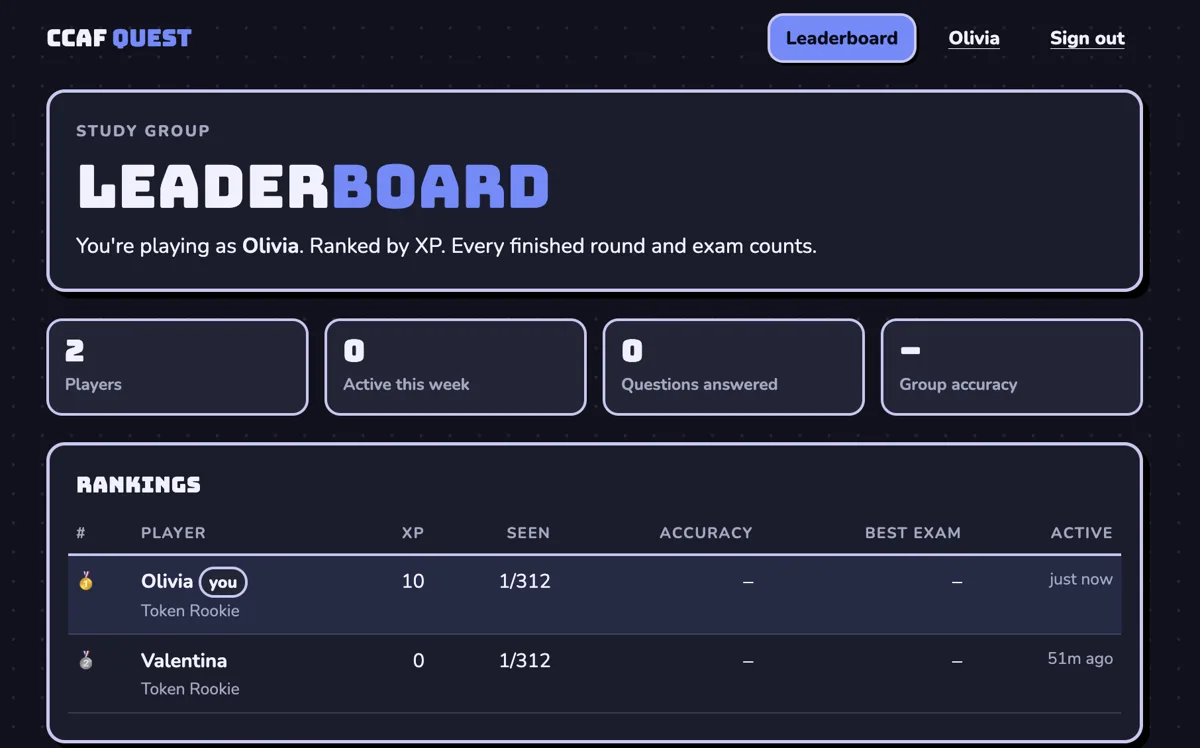 CCAF QUEST
Leaderboard
Olivia
Sign out
STUDY GROUP
LEADERBOARD
You're playing as Olivia. Ranked by XP. Every finished round and exam counts.
2
Players
0
Active this week
0
Questions answered
–
Group accuracy
RANKINGS
# PLAYER XP SEEN ACCURACY BEST EXAM ACTIVE
1 Olivia you 10 1/312 – – just now
Token Rookie
2 Valentina 0 1/312 – – 51m ago
Token Rookie